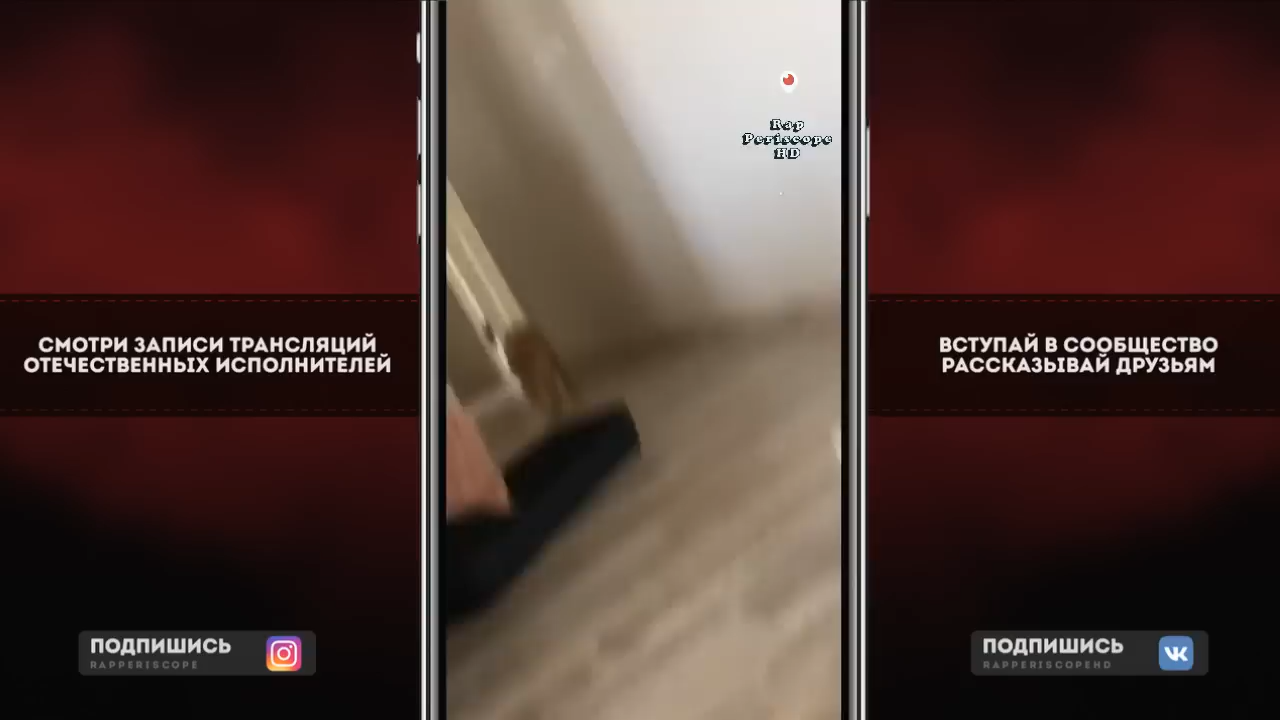 Rap
Periscope
HD
СМОТРИ ЗАПИСИ ТРАНСЛЯЦИЙ
ОТЕЧЕСТВЕННЫХ ИСПОЛНИТЕЛЕЙ
ВСТУПАЙ В СООБЩЕСТВО
РАССКАЗЫВАЙ ДРУЗЬЯМ
ПОДПИШИСЬ
RAPPERISCOPE
ПОДПИШИСЬ
RAPPERISCOPEHD